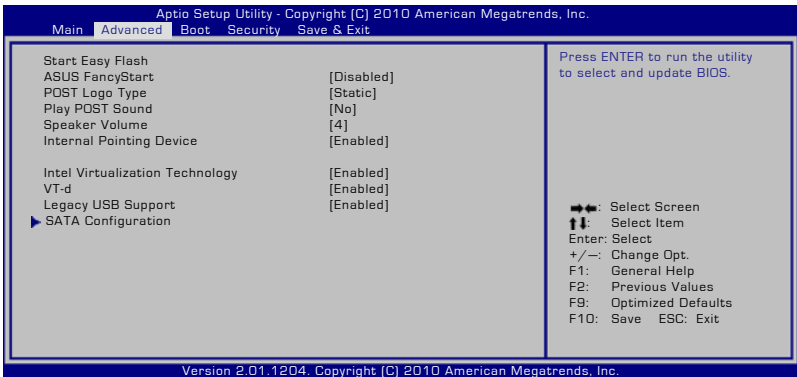 Aptio Setup Utility - Copyright (C) 2010 American Megatrends, Inc.
Main Advanced Boot Security Save & Exit
Start Easy Flash
ASUS FancyStart [Disabled]
POST Logo Type [Static]
Play POST Sound [No]
Speaker Volume [4]
Internal Pointing Device [Enabled]
Intel Virtualization Technology [Enabled]
VT-d [Enabled]
Legacy USB Support [Enabled]
SATA Configuration
Press ENTER to run the utility
to select and update BIOS.
→←: Select Screen
↑↓: Select Item
Enter: Select
+/—: Change Opt.
F1: General Help
F2: Previous Values
F9: Optimized Defaults
F10: Save ESC: Exit
Version 2.01.1204. Copyright (C) 2010 American Megatrends, Inc.